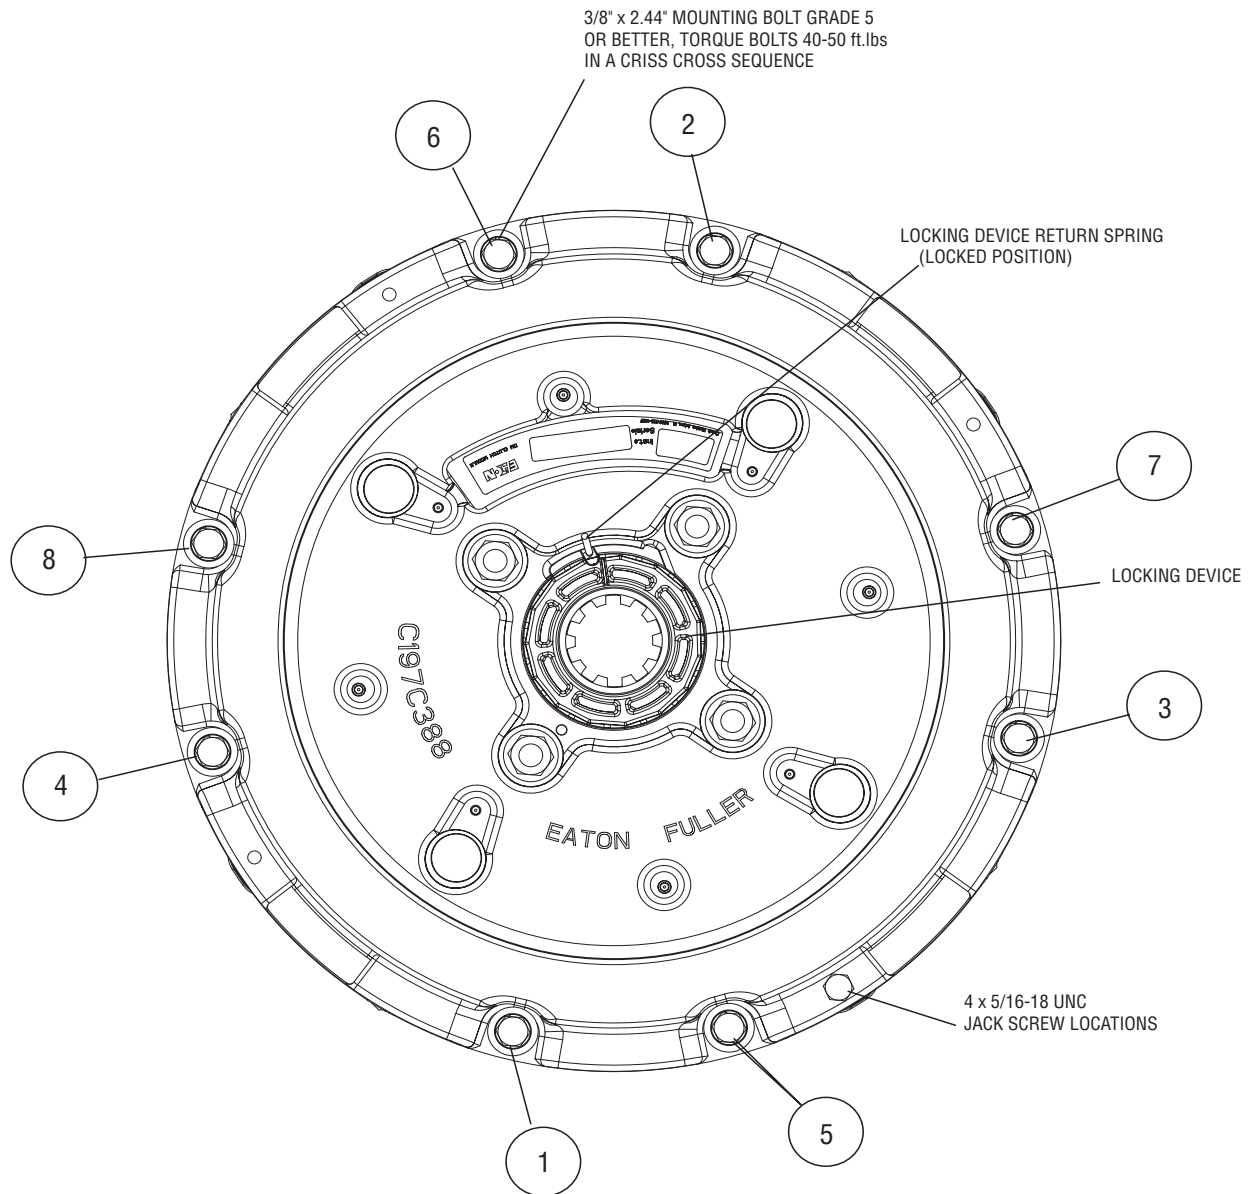 3/8" x 2.44" MOUNTING BOLT GRADE 5
OR BETTER, TORQUE BOLTS 40-50 ft.lbs
IN A CRISS CROSS SEQUENCE
6
2
LOCKING DEVICE RETURN SPRING
(LOCKED POSITION)
7
8
LOCKING DEVICE
EATON
C197C388
3
4
EATON FULLER
4 x 5/16-18 UNC
JACK SCREW LOCATIONS
5
1